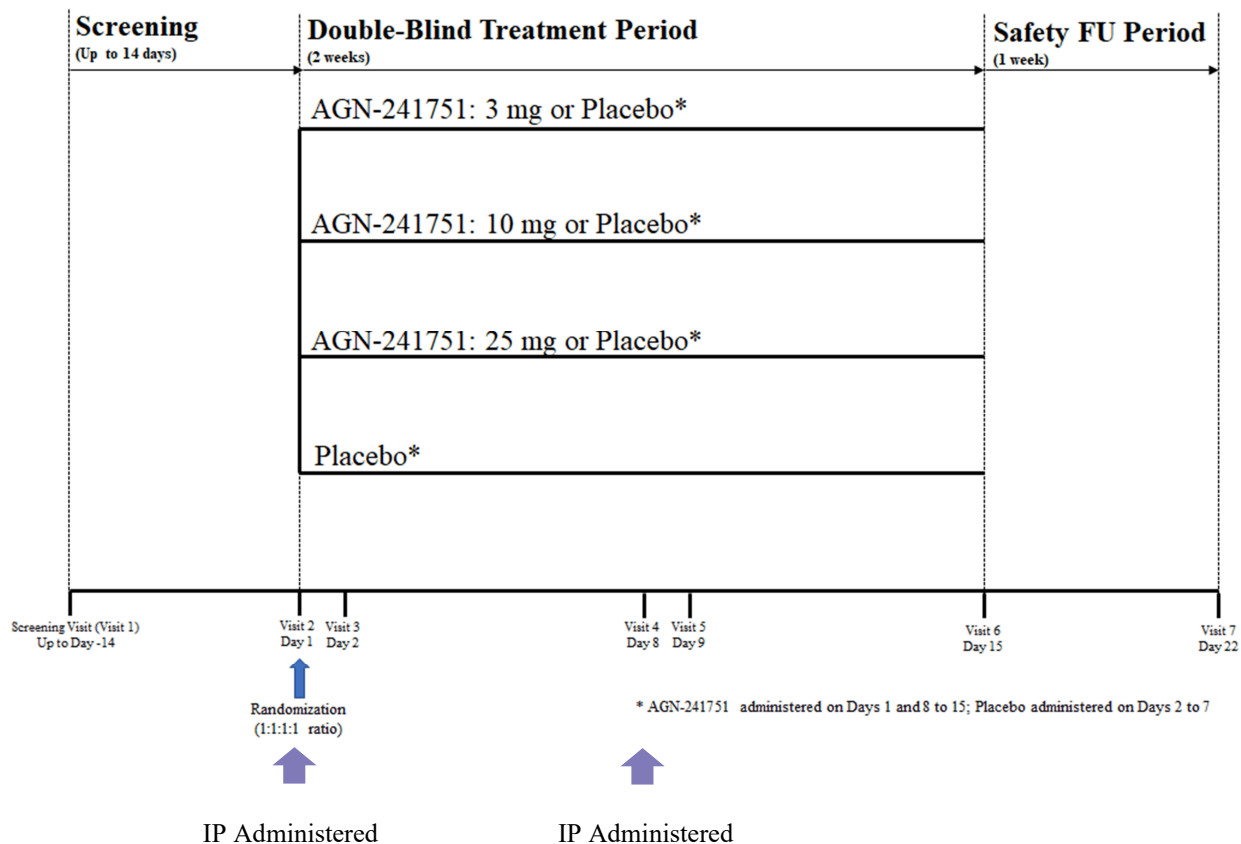 Screening
(Up to 14 days)
Double-Blind Treatment Period
(2 weeks)
Safety FU Period
(1 week)
AGN-241751: 3 mg or Placebo*
AGN-241751: 10 mg or Placebo*
AGN-241751: 25 mg or Placebo*
Placebo*
Screening Visit (Visit 1)
Up to Day -14
Visit 2
Day 1
Visit 3
Day 2
Visit 4
Day 8
Visit 5
Day 9
Visit 6
Day 15
Visit 7
Day 22
Randomization
(1:1:1:1 ratio)
* AGN-241751 administered on Days 1 and 8 to 15; Placebo administered on Days 2 to 7
IP Administered
IP Administered